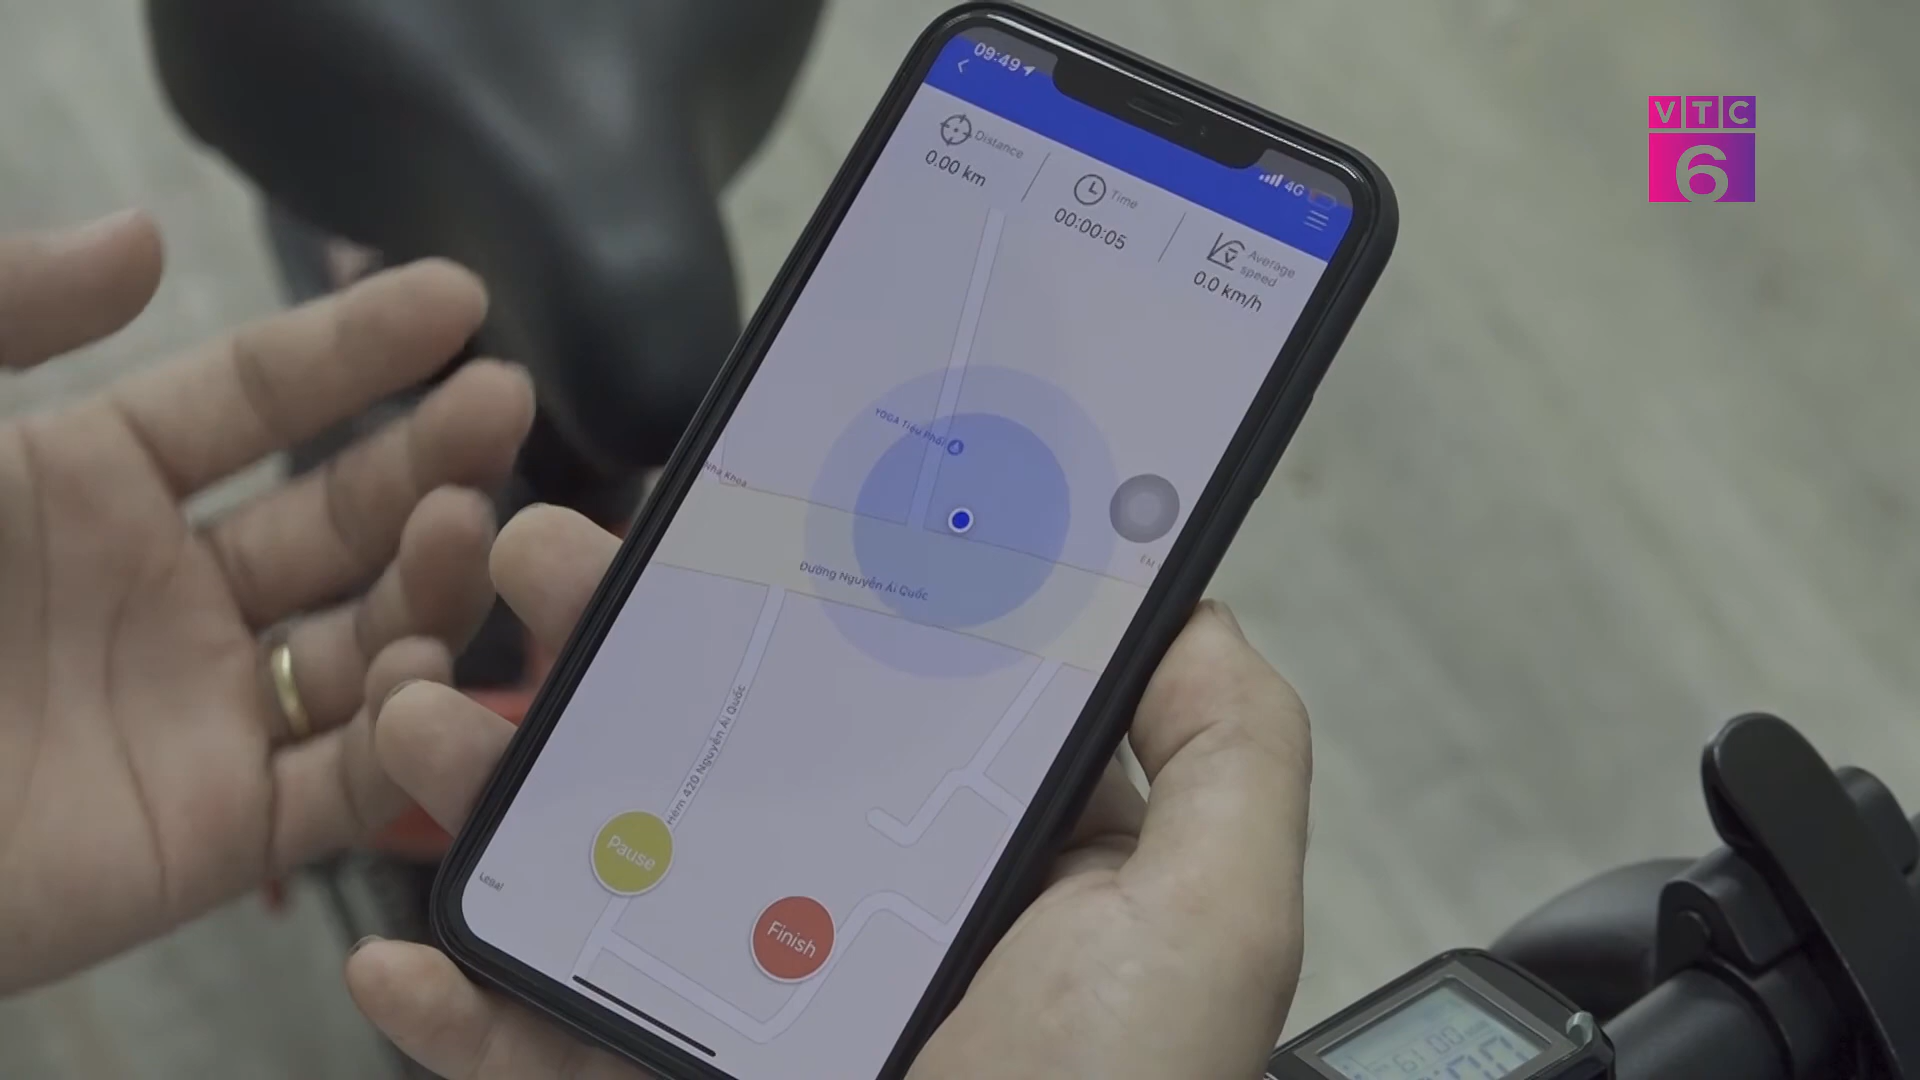 VTC
6
09:49
4G
Distance
0.00 km
Time
00:00:05
Average
speed
0.0 km/h
YOGA Tiệu Phối
Nha Khoa
Đường Nguyễn Ái Quốc
Hẻm 420 Nguyễn Ái Quốc
Pause
Legal
Finish